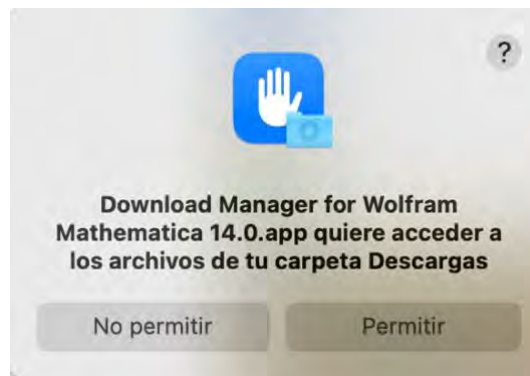 ?
Download Manager for Wolfram
Mathematica 14.0.app quiere acceder a
los archivos de tu carpeta Descargas
No permitir
Permitir